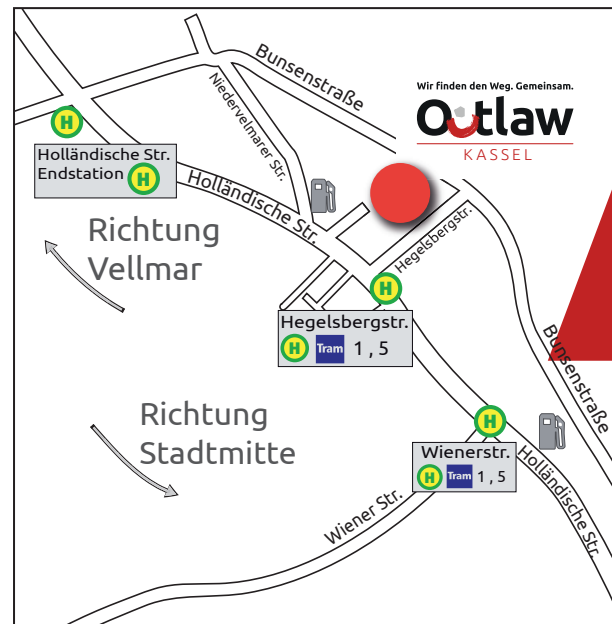 Bunsenstraße
Wir finden den Weg. Gemeinsam.
Outlaw
KASSEL
Niedervelmarer Str.
H
Holländische Str.
Endstation H
Holländische Str.
Hegelsbergstr.
Richtung
Vellmar
H
Hegelsbergstr.
H Tram 1 , 5
Bunsenstraße
Richtung
Stadtmitte
H
Wienerstr.
H Tram 1 , 5
Holländische Str.
Wiener Str.